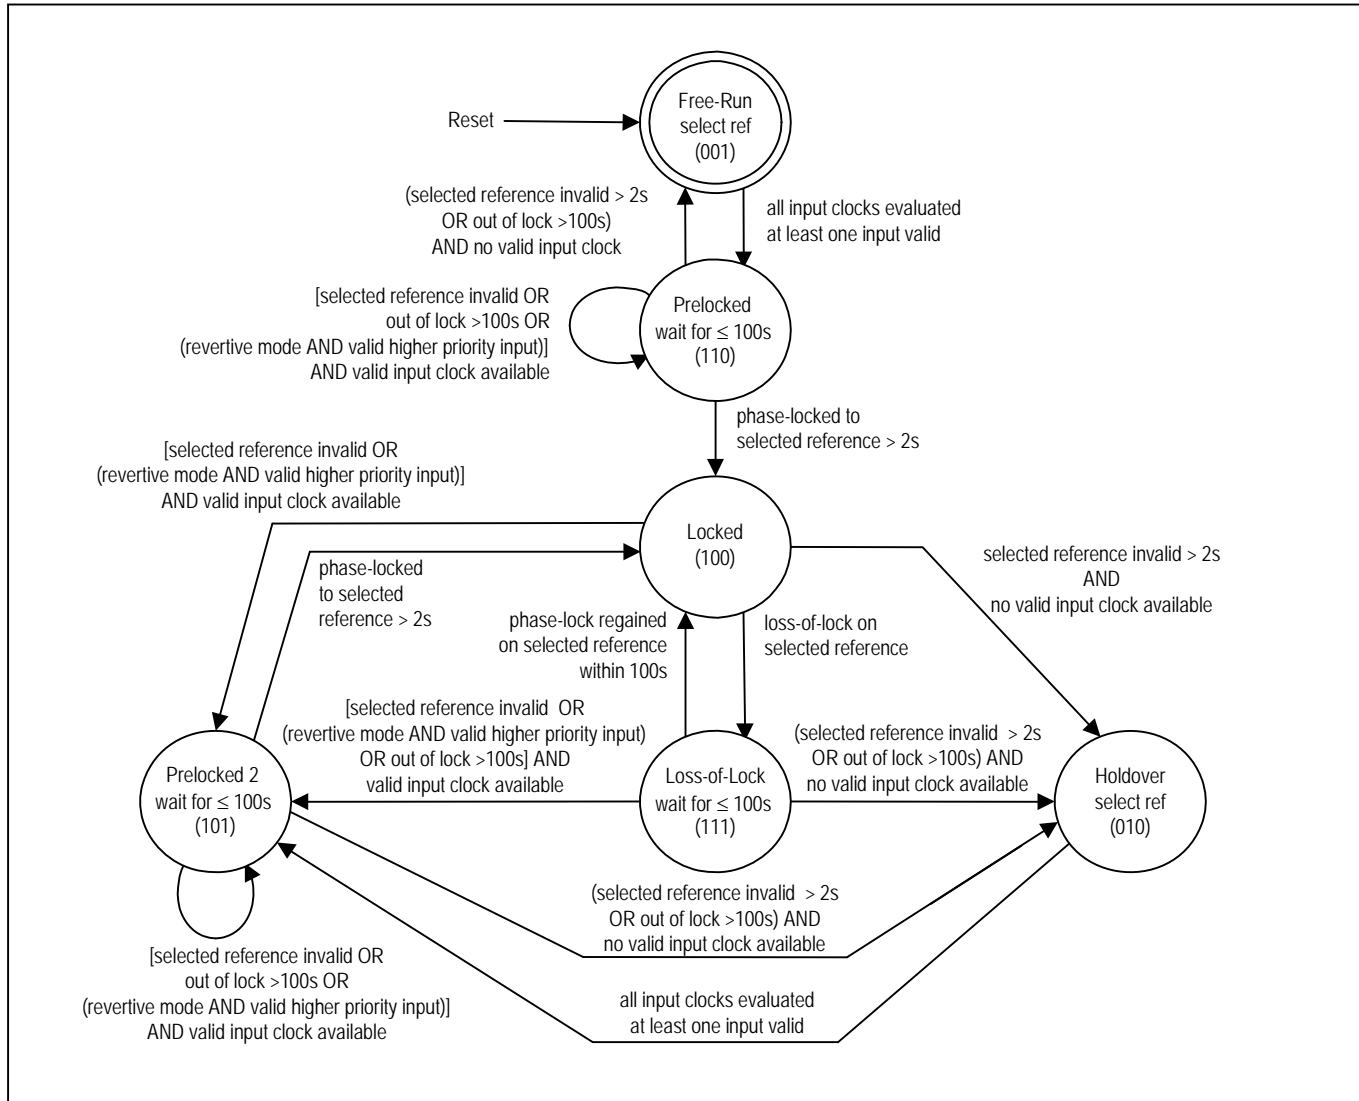 Free-Run
select ref
(001)
Reset
(selected reference invalid > 2s
OR out of lock >100s)
AND no valid input clock
all input clocks evaluated
at least one input valid
Prelocked
wait for ≤ 100s
(110)
[selected reference invalid OR
out of lock >100s OR
(revertive mode AND valid higher priority input)]
AND valid input clock available
phase-locked to
selected reference > 2s
[selected reference invalid OR
(revertive mode AND valid higher priority input)]
AND valid input clock available
Locked
(100)
phase-locked
to selected
reference > 2s
selected reference invalid > 2s
AND
no valid input clock available
phase-lock regained
on selected reference
within 100s
loss-of-lock on
selected reference
[selected reference invalid OR
(revertive mode AND valid higher priority input)
OR out of lock >100s] AND
valid input clock available
(selected reference invalid > 2s
OR out of lock >100s) AND
no valid input clock available
Prelocked 2
wait for ≤ 100s
(101)
Loss-of-Lock
wait for ≤ 100s
(111)
Holdover
select ref
(010)
(selected reference invalid > 2s
OR out of lock >100s) AND
no valid input clock available
[selected reference invalid OR
out of lock >100s OR
(revertive mode AND valid higher priority input)]
AND valid input clock available
all input clocks evaluated
at least one input valid